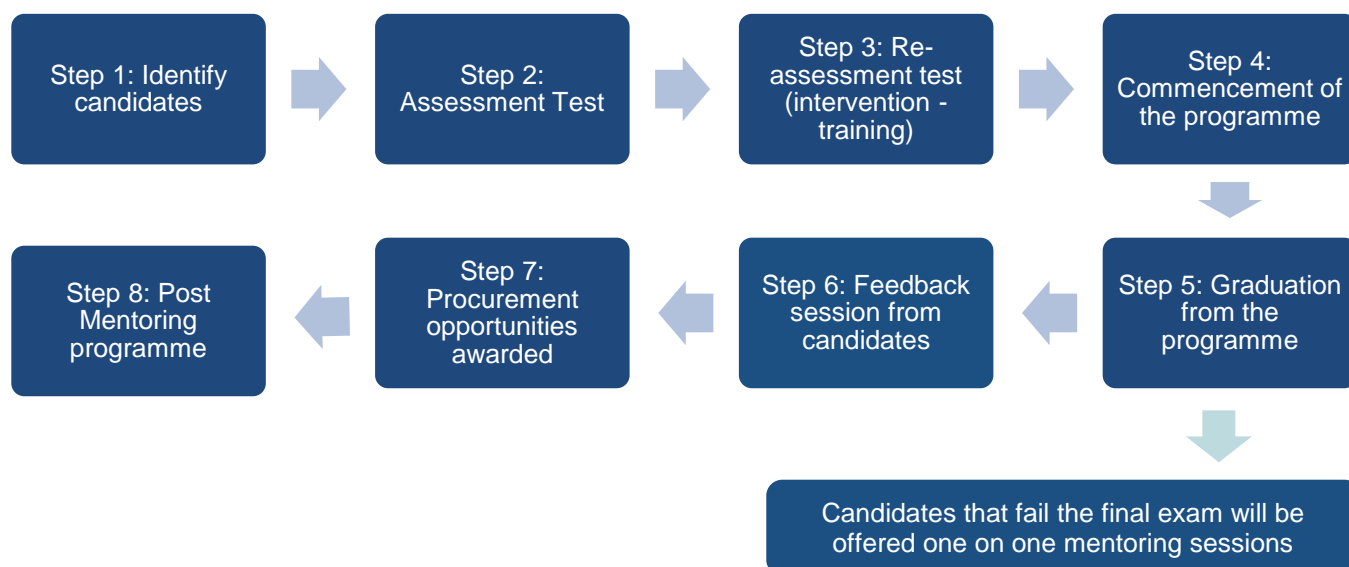 Step 1: Identify
candidates
Step 2:
Assessment Test
Step 3: Re-
assessment test
(intervention -
training)
Step 4:
Commencement of
the programme
Step 5: Graduation
from the
programme
Step 6: Feedback
session from
candidates
Step 7:
Procurement
opportunities
awarded
Step 8: Post
Mentoring
programme
Candidates that fail the final exam will be
offered one on one mentoring sessions